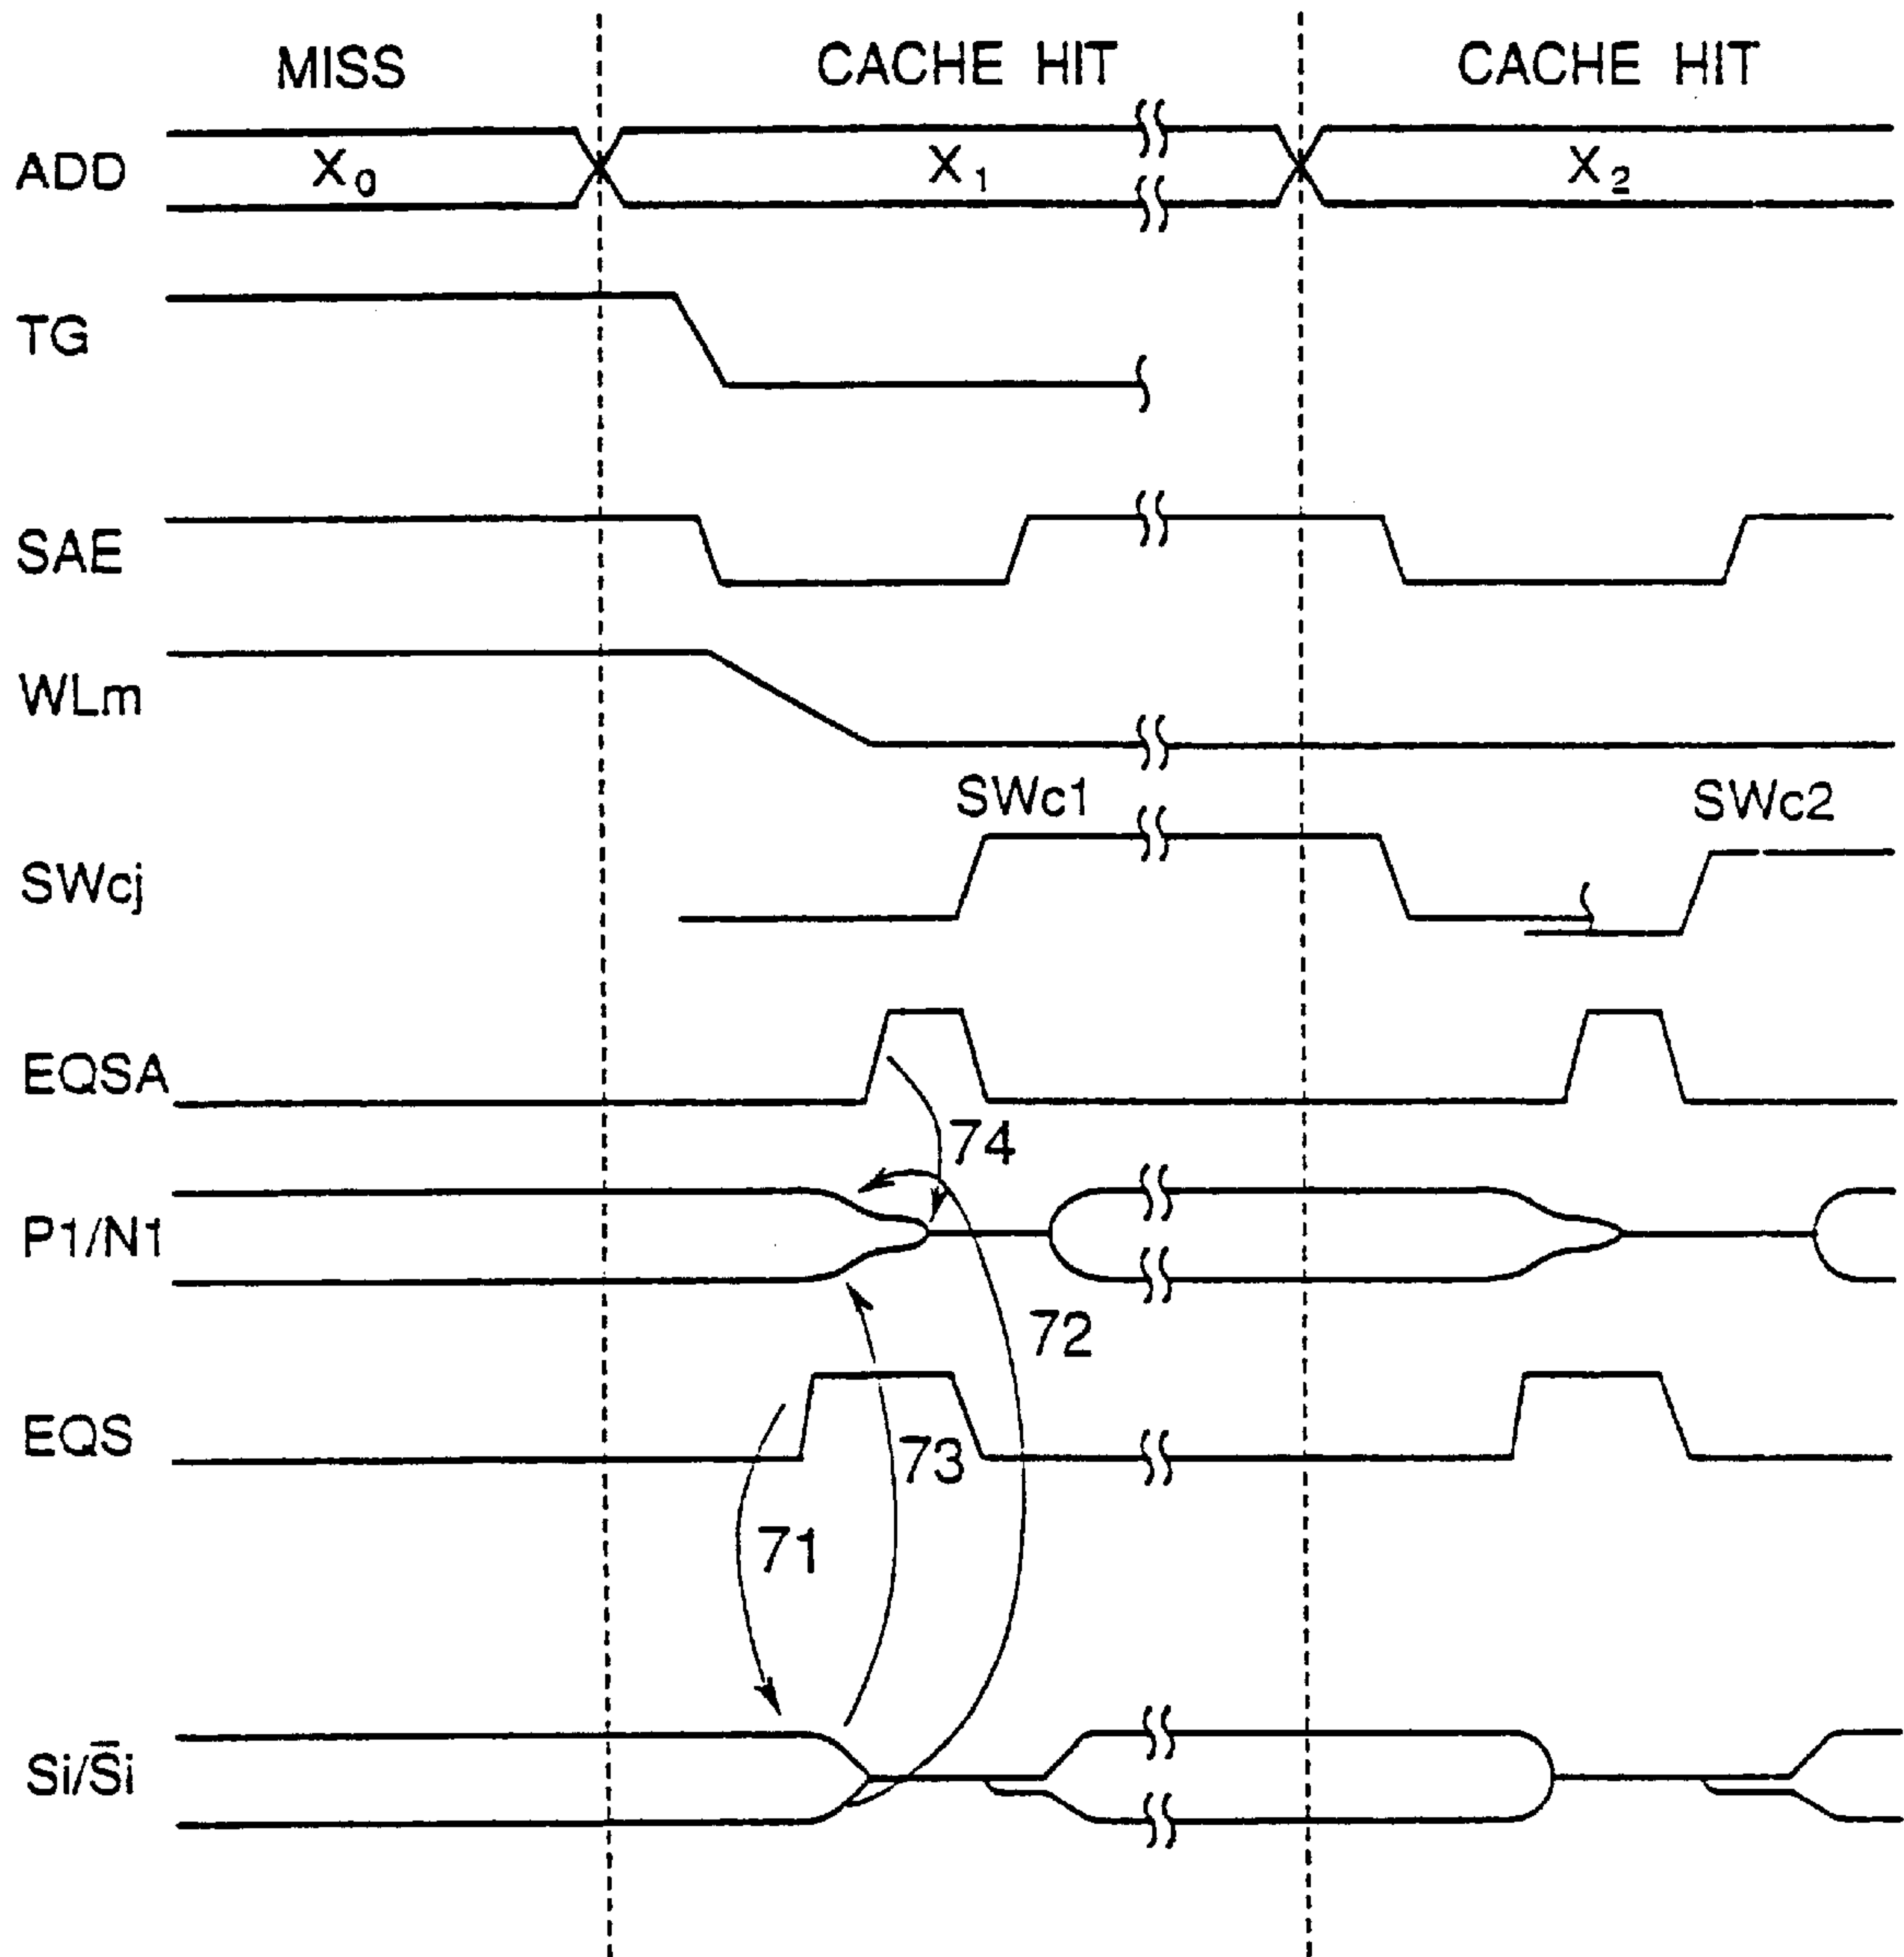 MISS CACHE HIT CACHE HIT
ADD X₀ X₁ X₂
TG
SAE
WLm
SWc1 SWc2
SWcj
EQSA
74
P1/N1
72
EQS 73
71
Si/S̄i